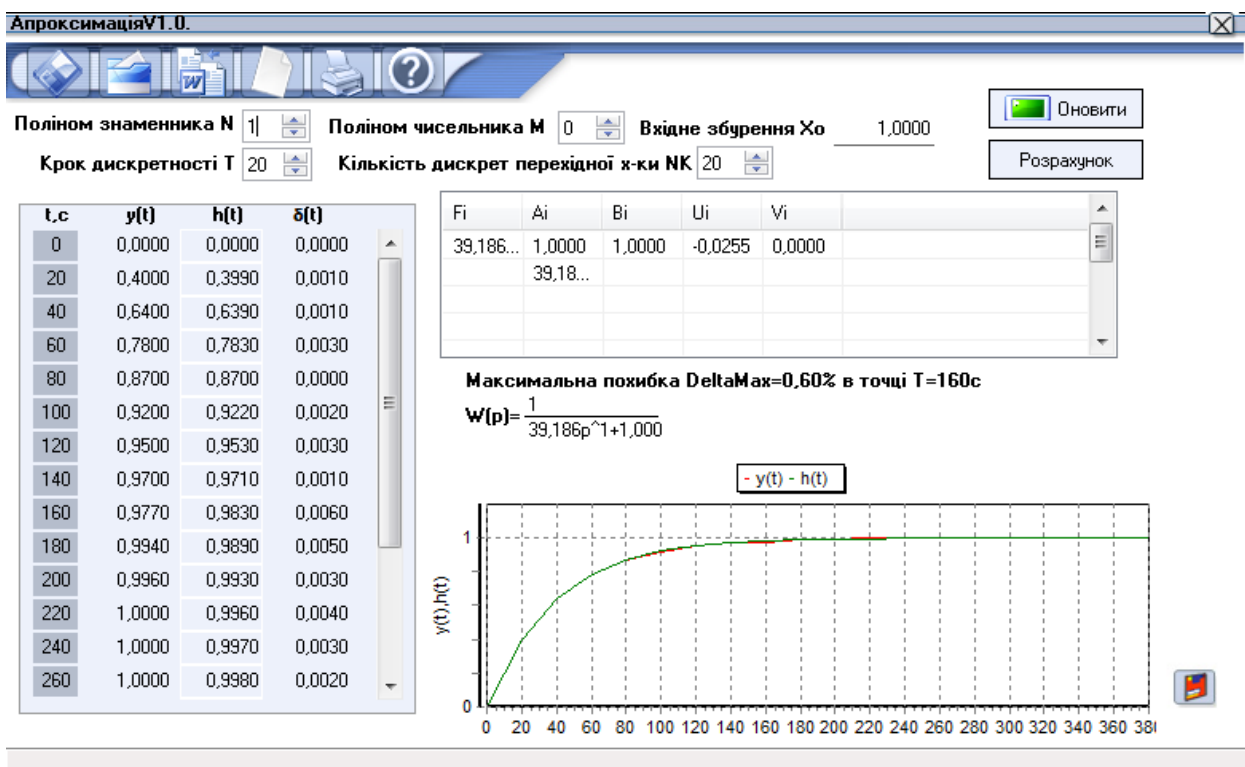 АпроксимаціяV1.0.
Поліном знаменника N 1 Поліном чисельника M 0 Вхідне збурення Xo 1,0000 Оновити
Крок дискретності T 20 Кількість дискрет перехідної х-ки NK 20 Розрахунок
t,c y(t) h(t) δ(t)
0 0,0000 0,0000 0,0000
20 0,4000 0,3990 0,0010
40 0,6400 0,6390 0,0010
60 0,7800 0,7830 0,0030
80 0,8700 0,8700 0,0000
100 0,9200 0,9220 0,0020
120 0,9500 0,9530 0,0030
140 0,9700 0,9710 0,0010
160 0,9770 0,9830 0,0060
180 0,9940 0,9890 0,0050
200 0,9960 0,9930 0,0030
220 1,0000 0,9960 0,0040
240 1,0000 0,9970 0,0030
260 1,0000 0,9980 0,0020
Fi Ai Bi Ui Vi
39,186... 1,0000 1,0000 -0,0255 0,0000
39,18...
Максимальна похибка DeltaMax=0,60% в точці T=160c
W(p)=
1
39,186p^1+1,000
y(t) - h(t)
y(t),h(t)
1
0
0 20 40 60 80 100 120 140 160 180 200 220 240 260 280 300 320 340 360 380